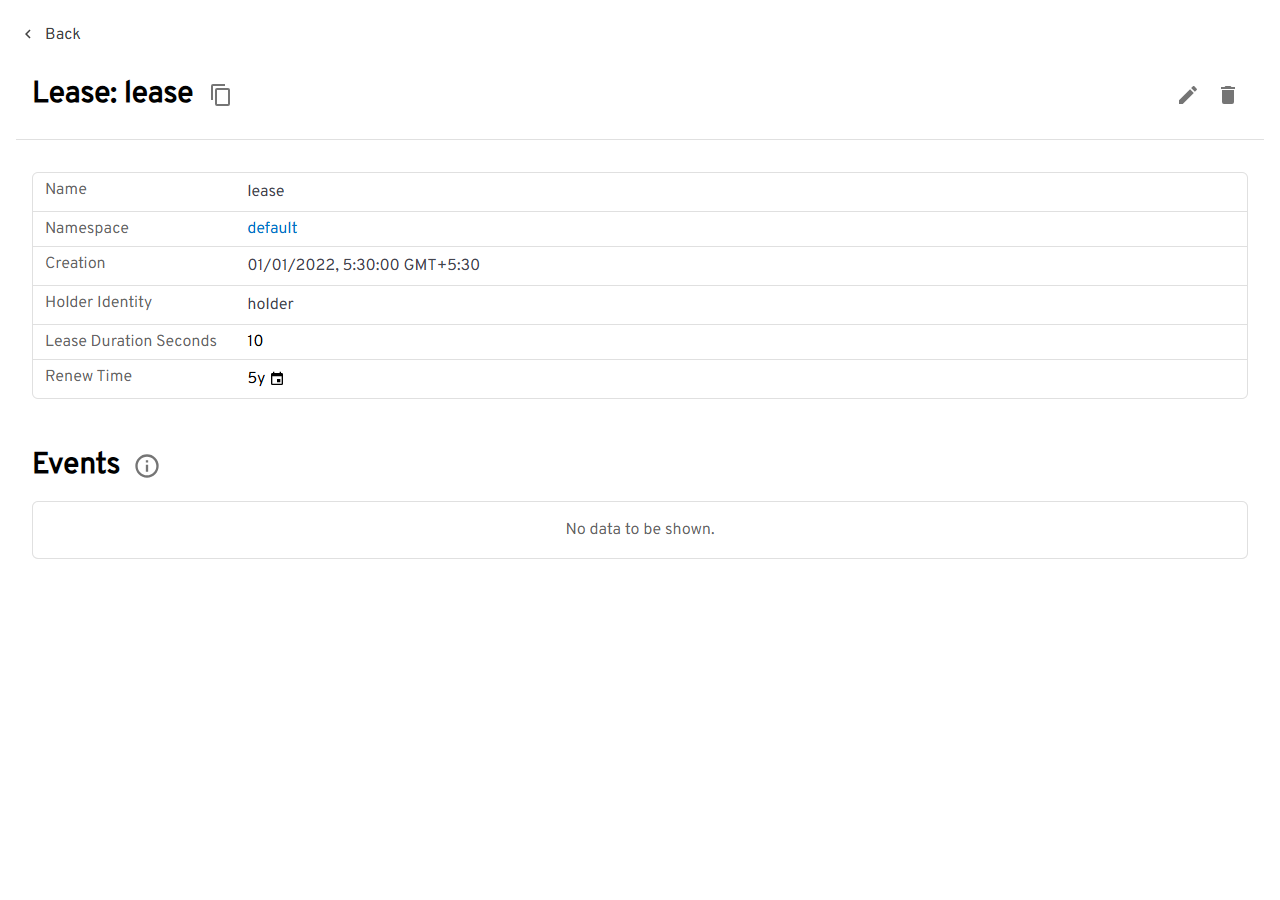 Back
Lease: lease
Name lease
Namespace default
Creation 01/01/2022, 5:30:00 GMT+5:30
Holder Identity holder
Lease Duration Seconds 10
Renew Time 5y
Events
No data to be shown.